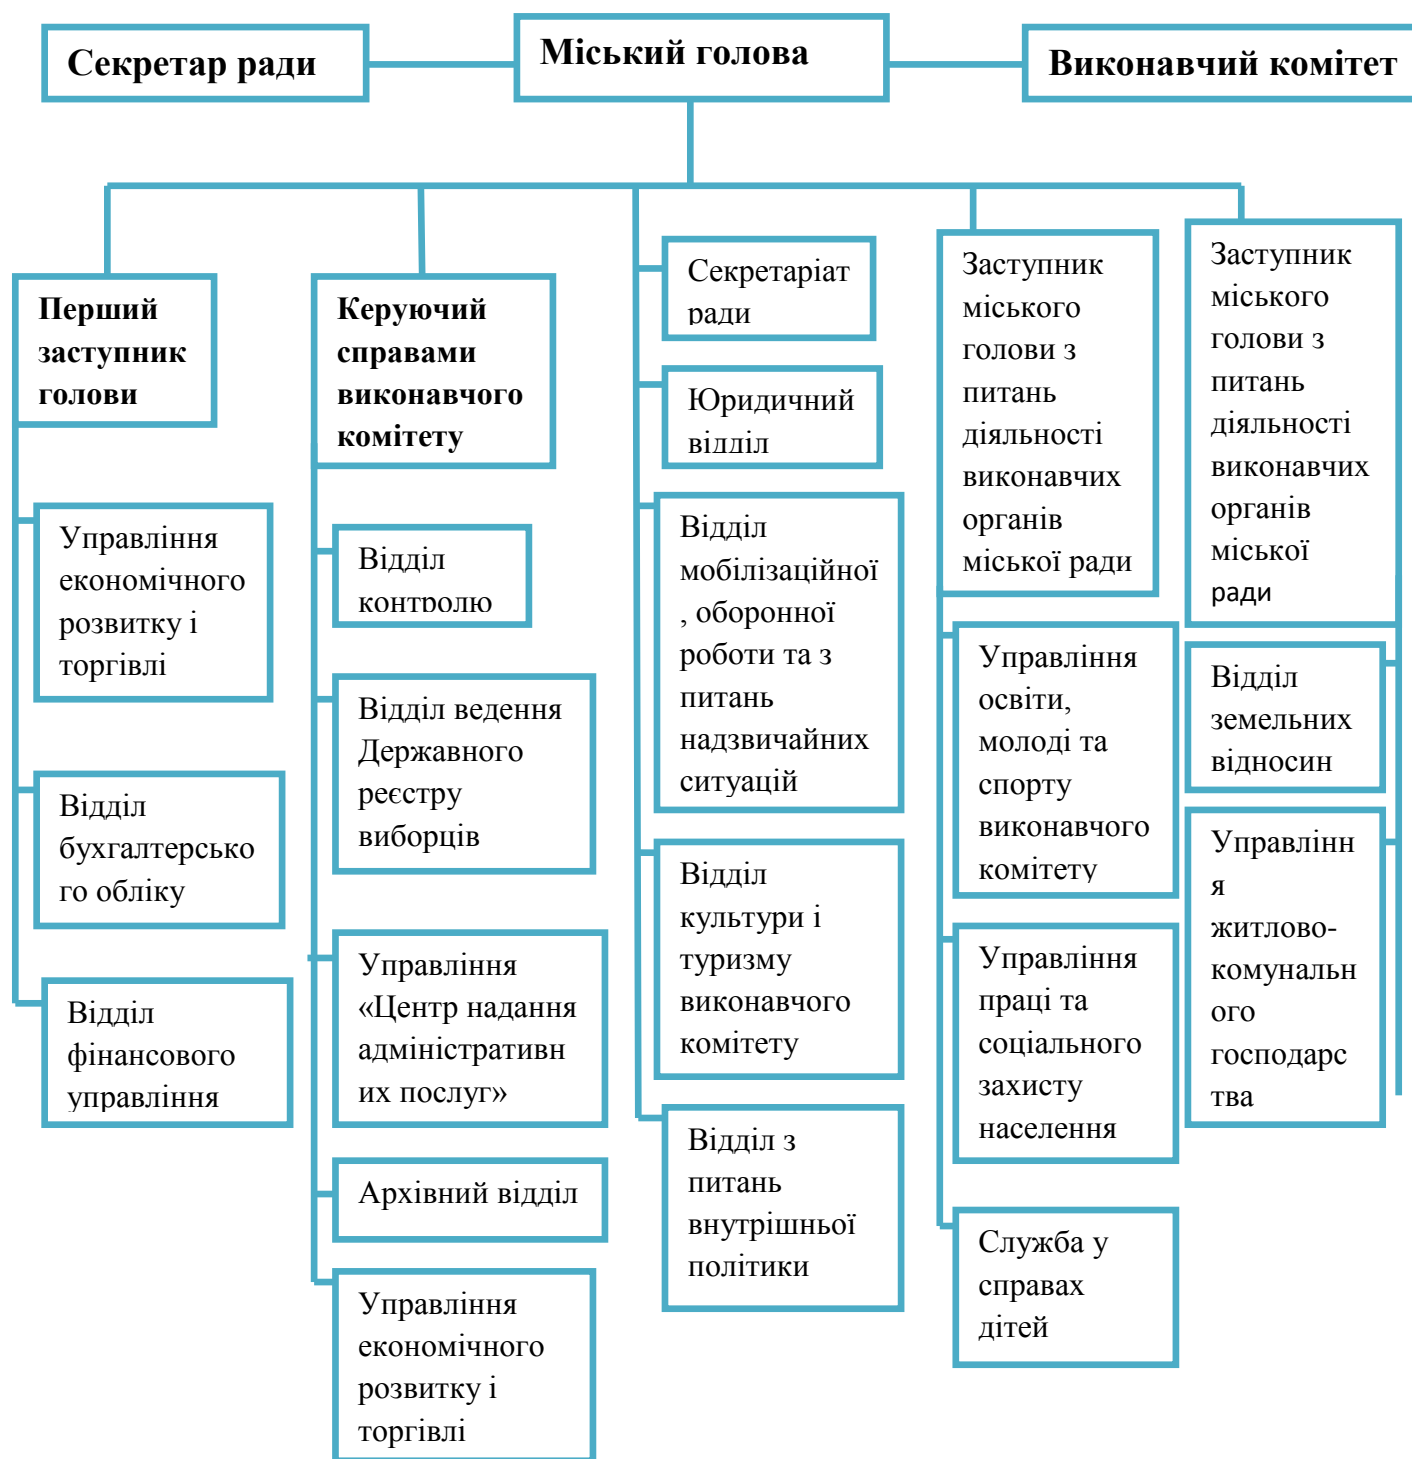 Секретар ради
Міський голова
Виконавчий комітет
Перший
заступник
голови
Управління
економічного
розвитку і
торгівлі
Відділ
бухгалтерсько
го обліку
Відділ
фінансового
управління
Керуючий
справами
виконавчого
комітету
Відділ
контролю
Відділ ведення
Державного
реєстру
виборців
Управління
«Центр надання
адміністративн
их послуг»
Архівний відділ
Управління
економічного
розвитку і
торгівлі
Секретаріат
ради
Юридичний
відділ
Відділ
мобілізаційної
, оборонної
роботи та з
питань
надзвичайних
ситуацій
Відділ
культури і
туризму
виконавчого
комітету
Відділ з
питань
внутрішньої
політики
Заступник
міського
голови з
питань
діяльності
виконавчих
органів
міської ради
Управління
освіти,
молоді та
спорту
виконавчого
комітету
Управління
праці та
соціального
захисту
населення
Служба у
справах
дітей
Заступник
міського
голови з
питань
діяльності
виконавчих
органів
міської
ради
Відділ
земельних
відносин
Управлінн
я
житлово-
комунальн
ого
господарс
тва